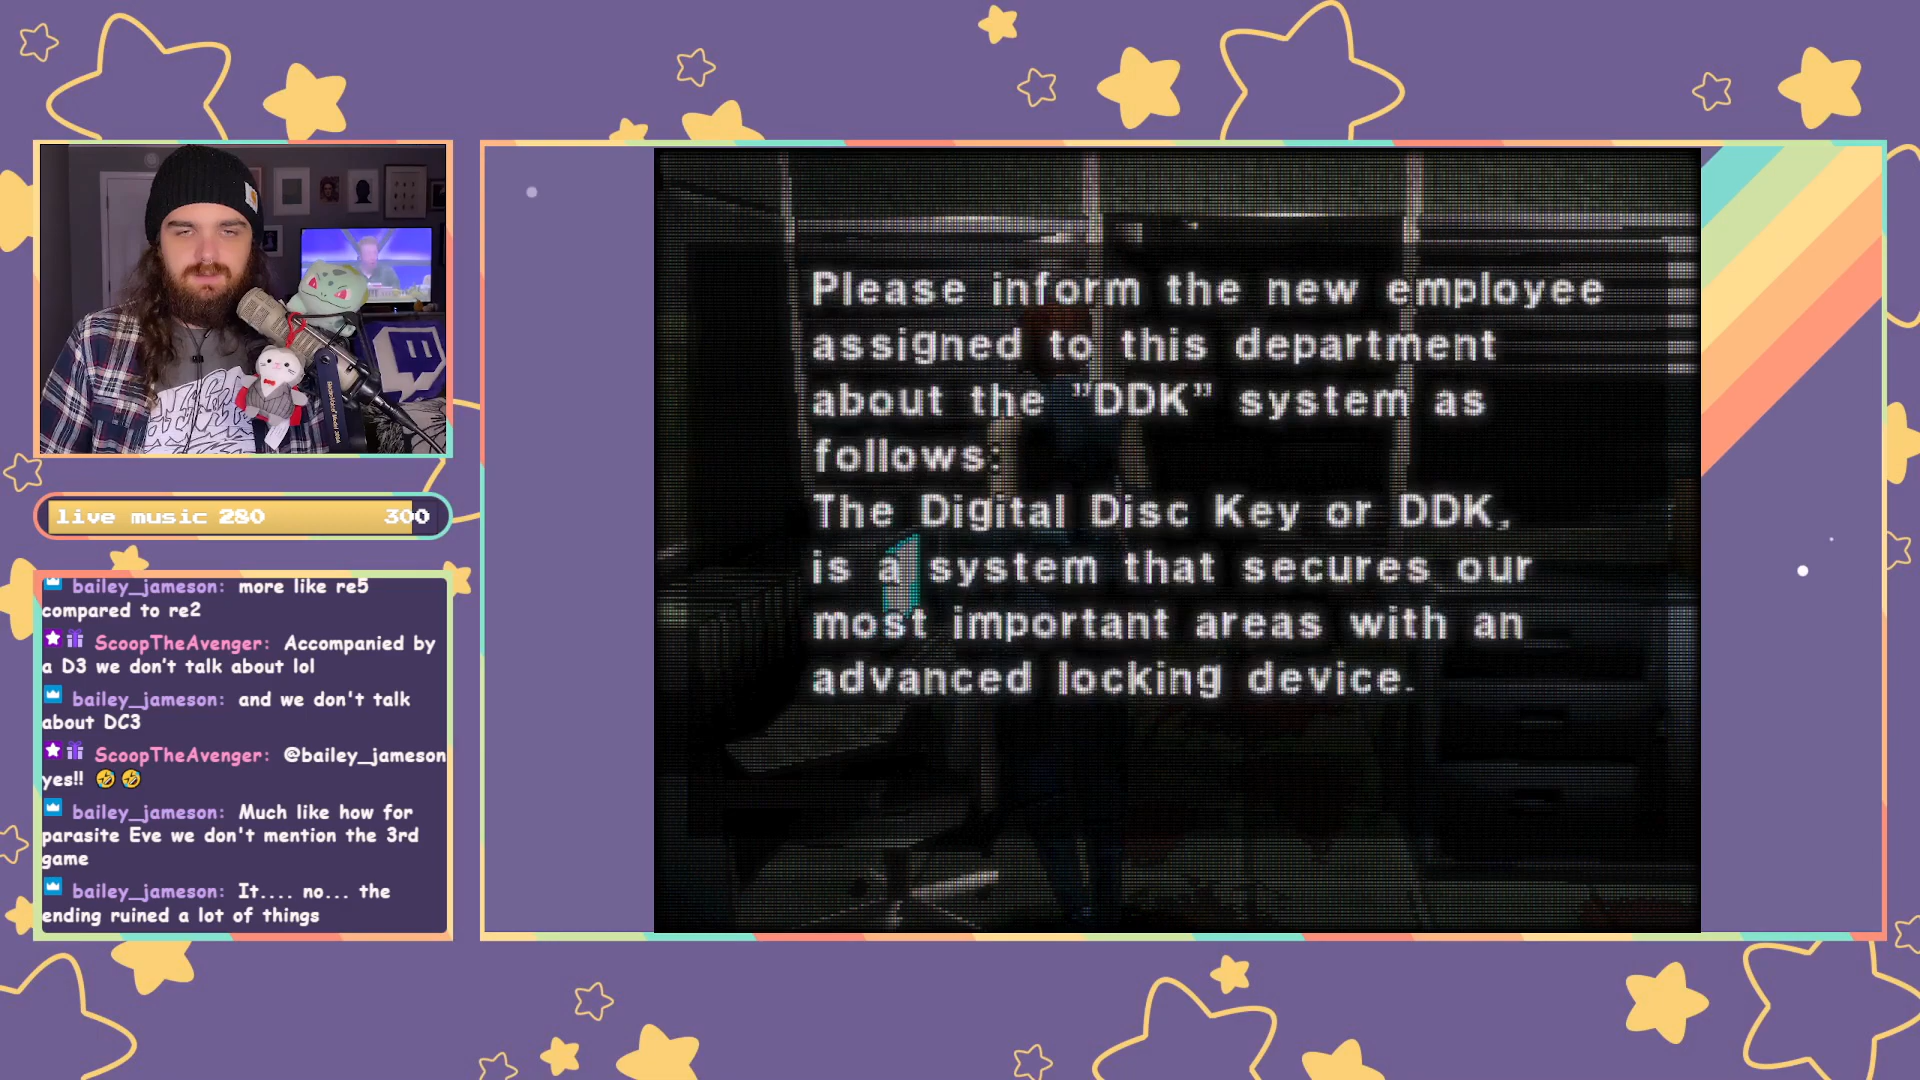 live music 280 300
bailey_jameson: more like re5
compared to re2
ScoopTheAvenger: Accompanied by
a D3 we don't talk about lol
bailey_jameson: and we don't talk
about DC3
ScoopTheAvenger: @bailey_jameson
yes!! 🤣 🤣
bailey_jameson: Much like how for
parasite Eve we don't mention the 3rd
game
bailey_jameson: It.... no... the
ending ruined a lot of things
Please inform the new employee
assigned to this department
about the "DDK" system as
follows:
The Digital Disc Key or DDK,
is a system that secures our
most important areas with an
advanced locking device.